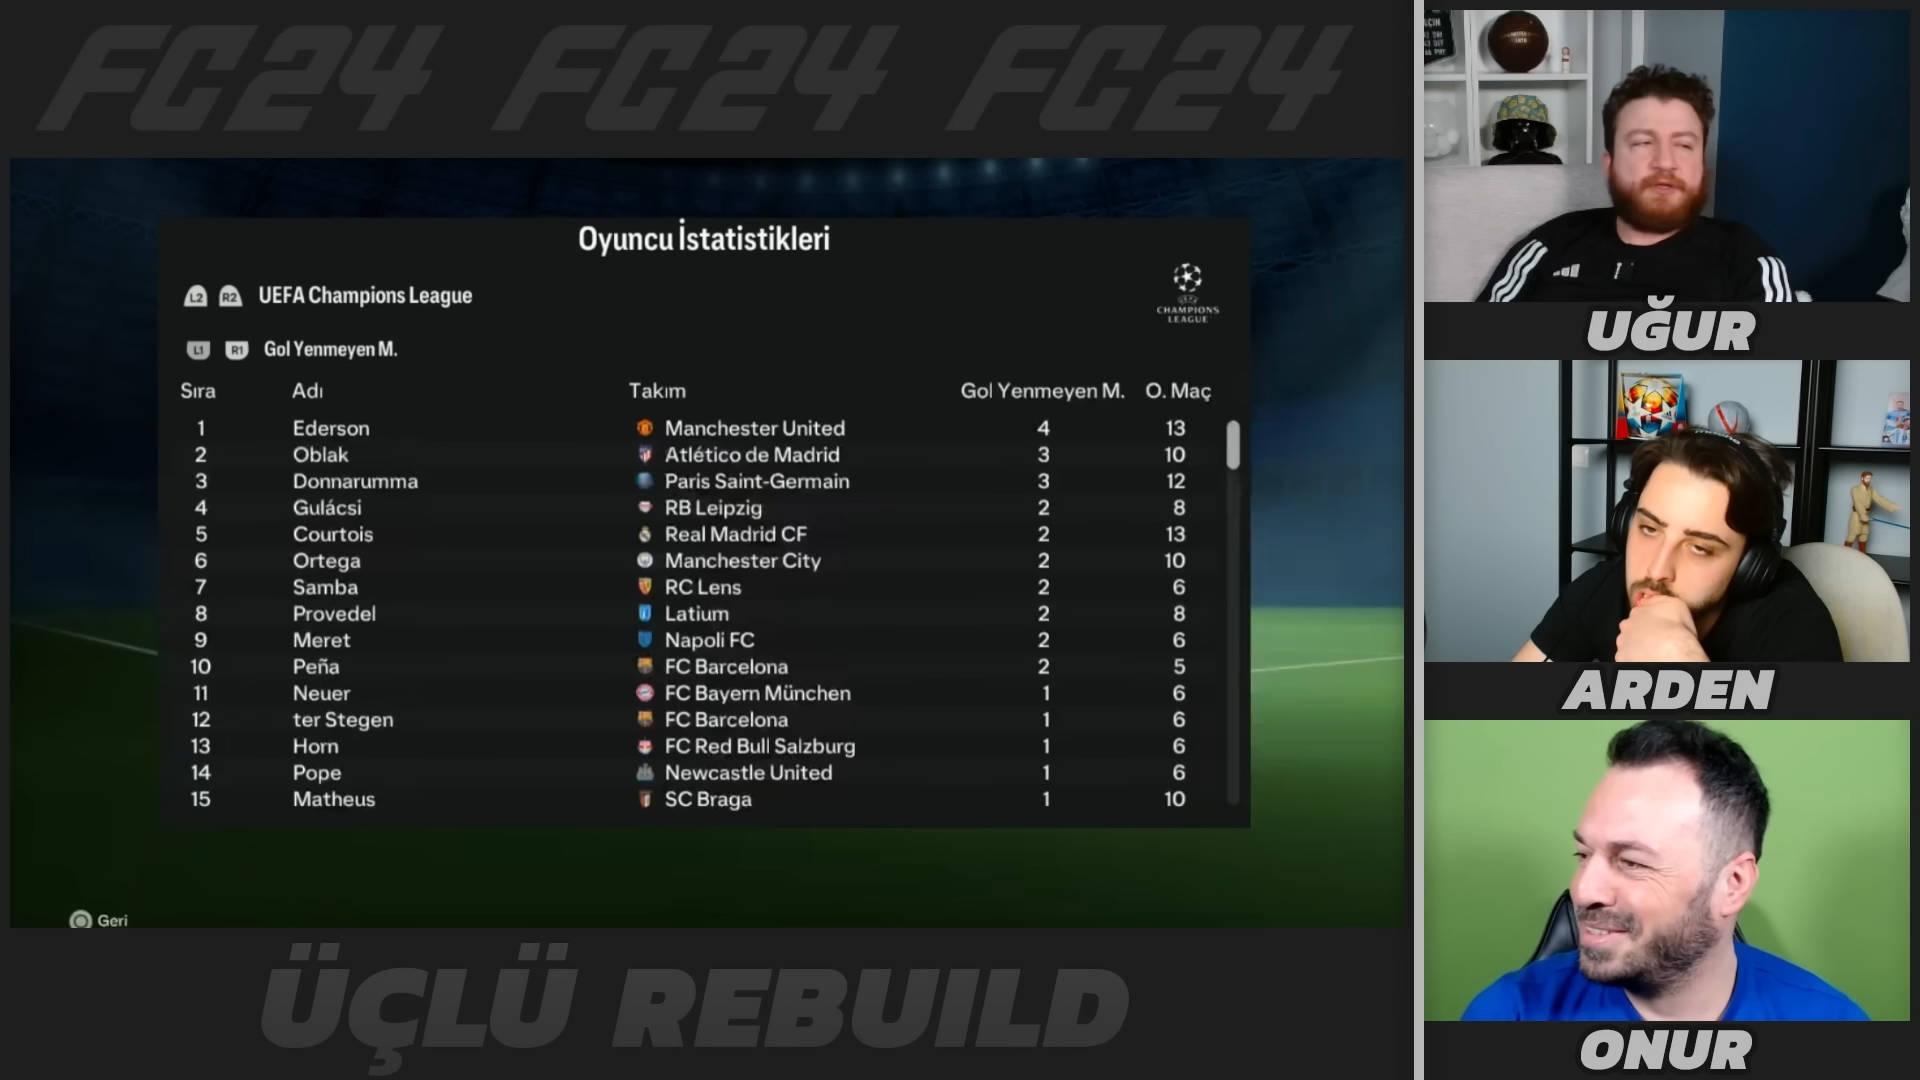 FC24 FC24 FC24
Oyuncu İstatistikleri
L2 R2 UEFA Champions League
CHAMPIONS
LEAGUE
L1 R1 Gol Yenmeyen M.
Sıra Adı Takım Gol Yenmeyen M. O. Maç
1 Ederson Manchester United 4 13
2 Oblak Atlético de Madrid 3 10
3 Donnarumma Paris Saint-Germain 3 12
4 Gulácsi RB Leipzig 2 8
5 Courtois Real Madrid CF 2 13
6 Ortega Manchester City 2 10
7 Samba RC Lens 2 6
8 Provedel Latium 2 8
9 Meret Napoli FC 2 6
10 Peña FC Barcelona 2 5
11 Neuer FC Bayern München 1 6
12 ter Stegen FC Barcelona 1 6
13 Horn FC Red Bull Salzburg 1 6
14 Pope Newcastle United 1 6
15 Matheus SC Braga 1 10
Geri
ÜÇLÜ REBUILD
UĞUR
ARDEN
ONUR